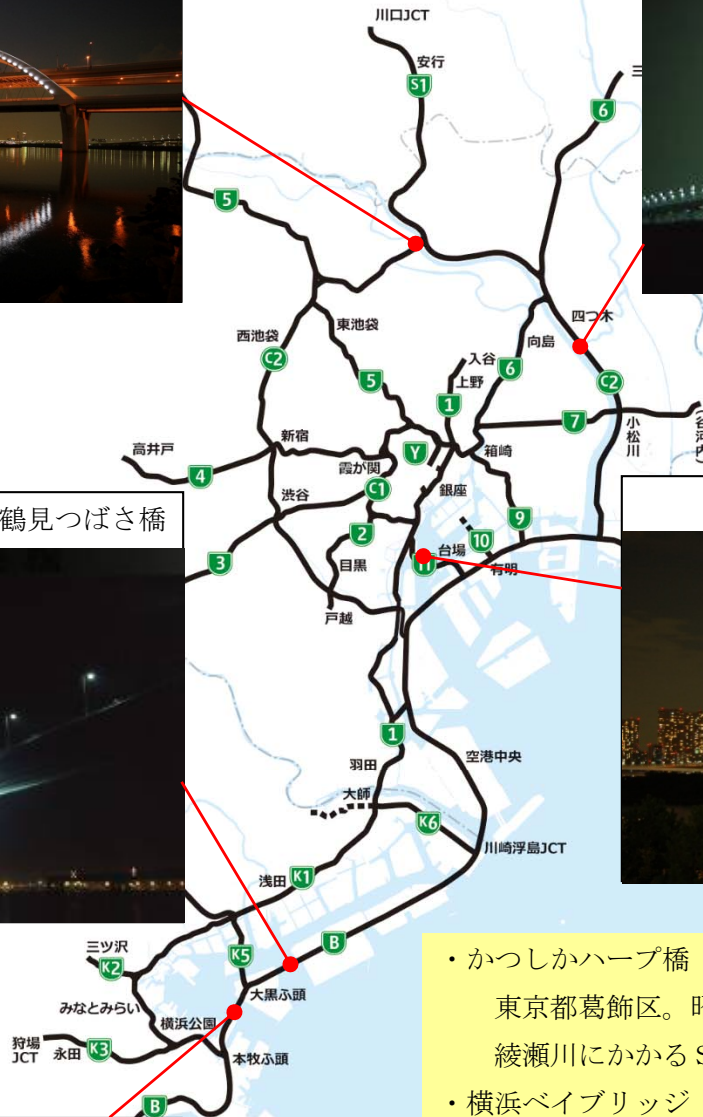 川口JCT
安行
S1
三
6
5
四つ木
東池袋
西池袋
向島
C2
入谷
上野
6
5
1
C2
7
小松川
(谷河内)
新宿
Y
箱崎
高井戸
霞が関
4
C1
銀座
渋谷
9
鶴見つばさ橋
2
10
台場
3
目黒
11
有明
戸越
1
羽田
空港中央
大師
K6
川崎浮島JCT
浅田
K1
三ツ沢
K5
B
K2
大黒ふ頭
みなとみらい
横浜公園
狩場
JCT
永田
K3
本牧ふ頭
B
・かつしかハープ橋
東京都葛飾区。
綾瀬川にかかるS
・横浜ベイブリッジ